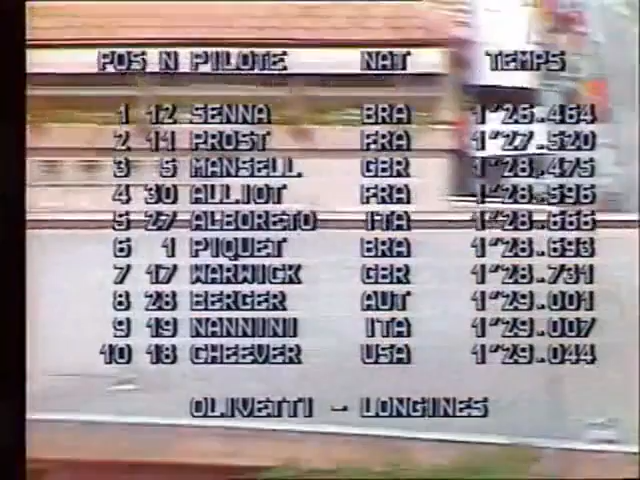 POS N PILOTE NAT TEMPS
1 12 SENNA BRA 1'26.464
2 11 PROST FRA 1'27.520
3 5 MANSELL GBR 1'28.475
4 30 ALLIOT FRA 1'28.596
5 27 ALBORETO ITA 1'28.666
6 1 PIQUET BRA 1'28.693
7 17 WARWICK GBR 1'28.731
8 28 BERGER AUT 1'29.001
9 19 NANNINI ITA 1'29.007
10 18 CHEEVER USA 1'29.044
OLIVETTI - LONGINES